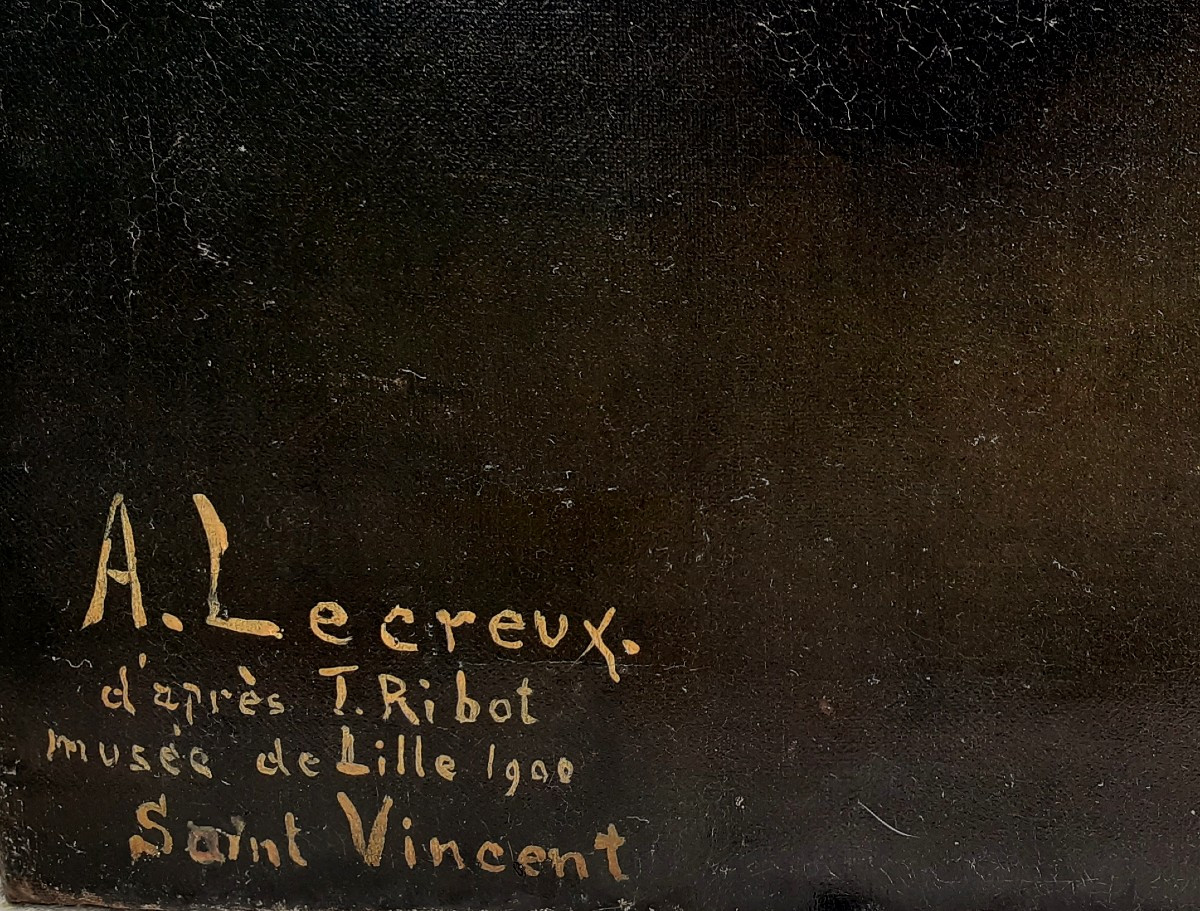 A. Lecreux.
d'après T. Ribot
musée de Lille 1900
Saint Vincent